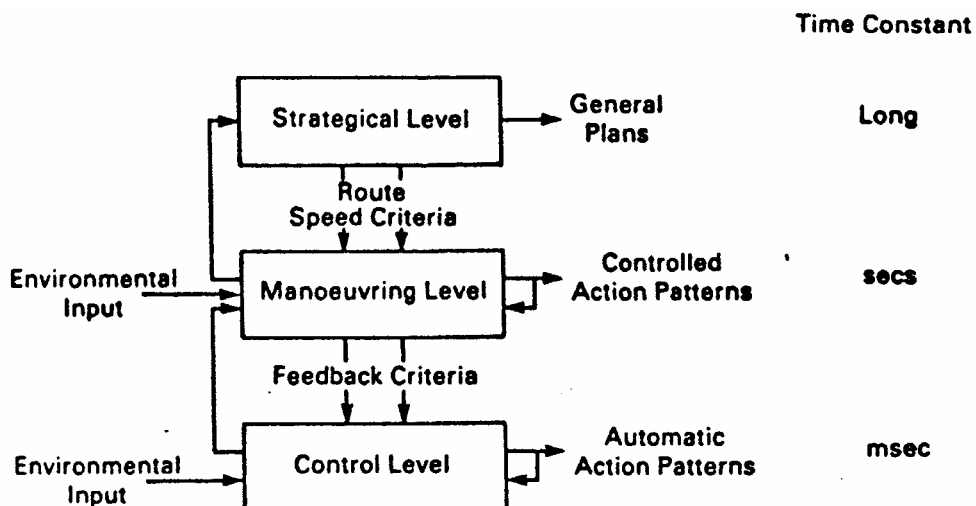 Time Constant
Strategical Level
General
Plans
Long
Route
Speed Criteria
Environmental
Input
Manoeuvring Level
Controlled
Action Patterns
secs
Feedback Criteria
Environmental
Input
Control Level
Automatic
Action Patterns
msec